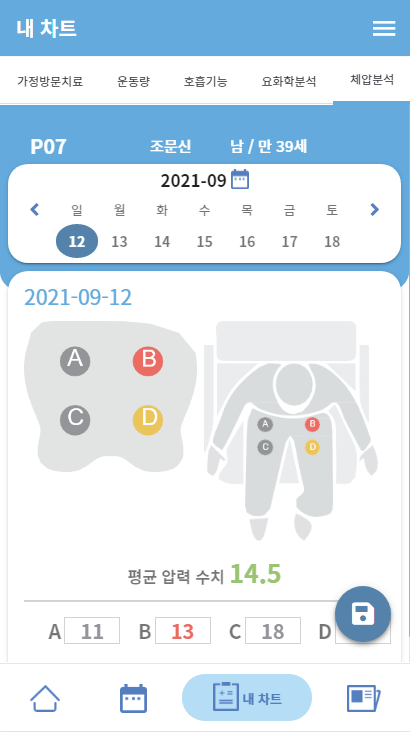 내 차트
가정방문치료 운동량 호흡기능 요화학분석 체압분석
P07 조문신 남 / 만 39세
2021-09
일 월 화 수 목 금 토
12 13 14 15 16 17 18
2021-09-12
A B
C D
A B
C D
평균 압력 수치 14.5
A 11 B 13 C 18 D
내 차트